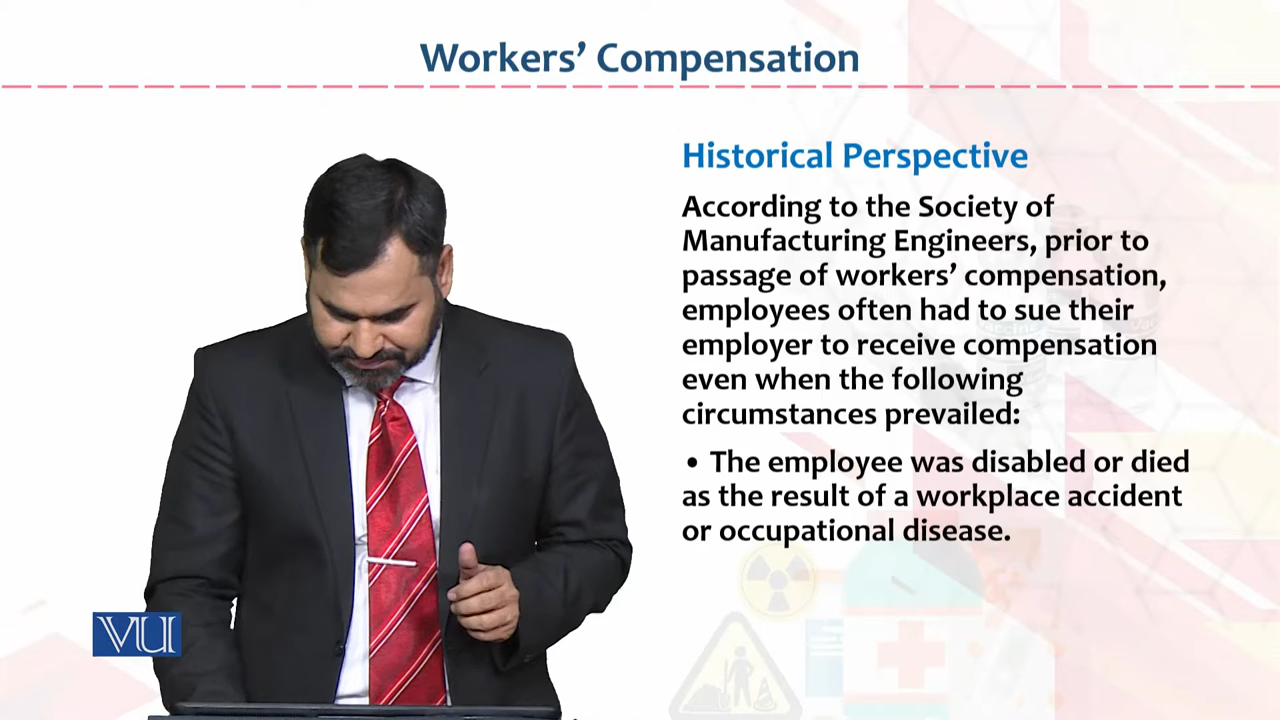 Workers’ Compensation
Historical Perspective
According to the Society of
Manufacturing Engineers, prior to
passage of workers’ compensation,
employees often had to sue their
employer to receive compensation
even when the following
circumstances prevailed:
• The employee was disabled or died
as the result of a workplace accident
or occupational disease.
VU